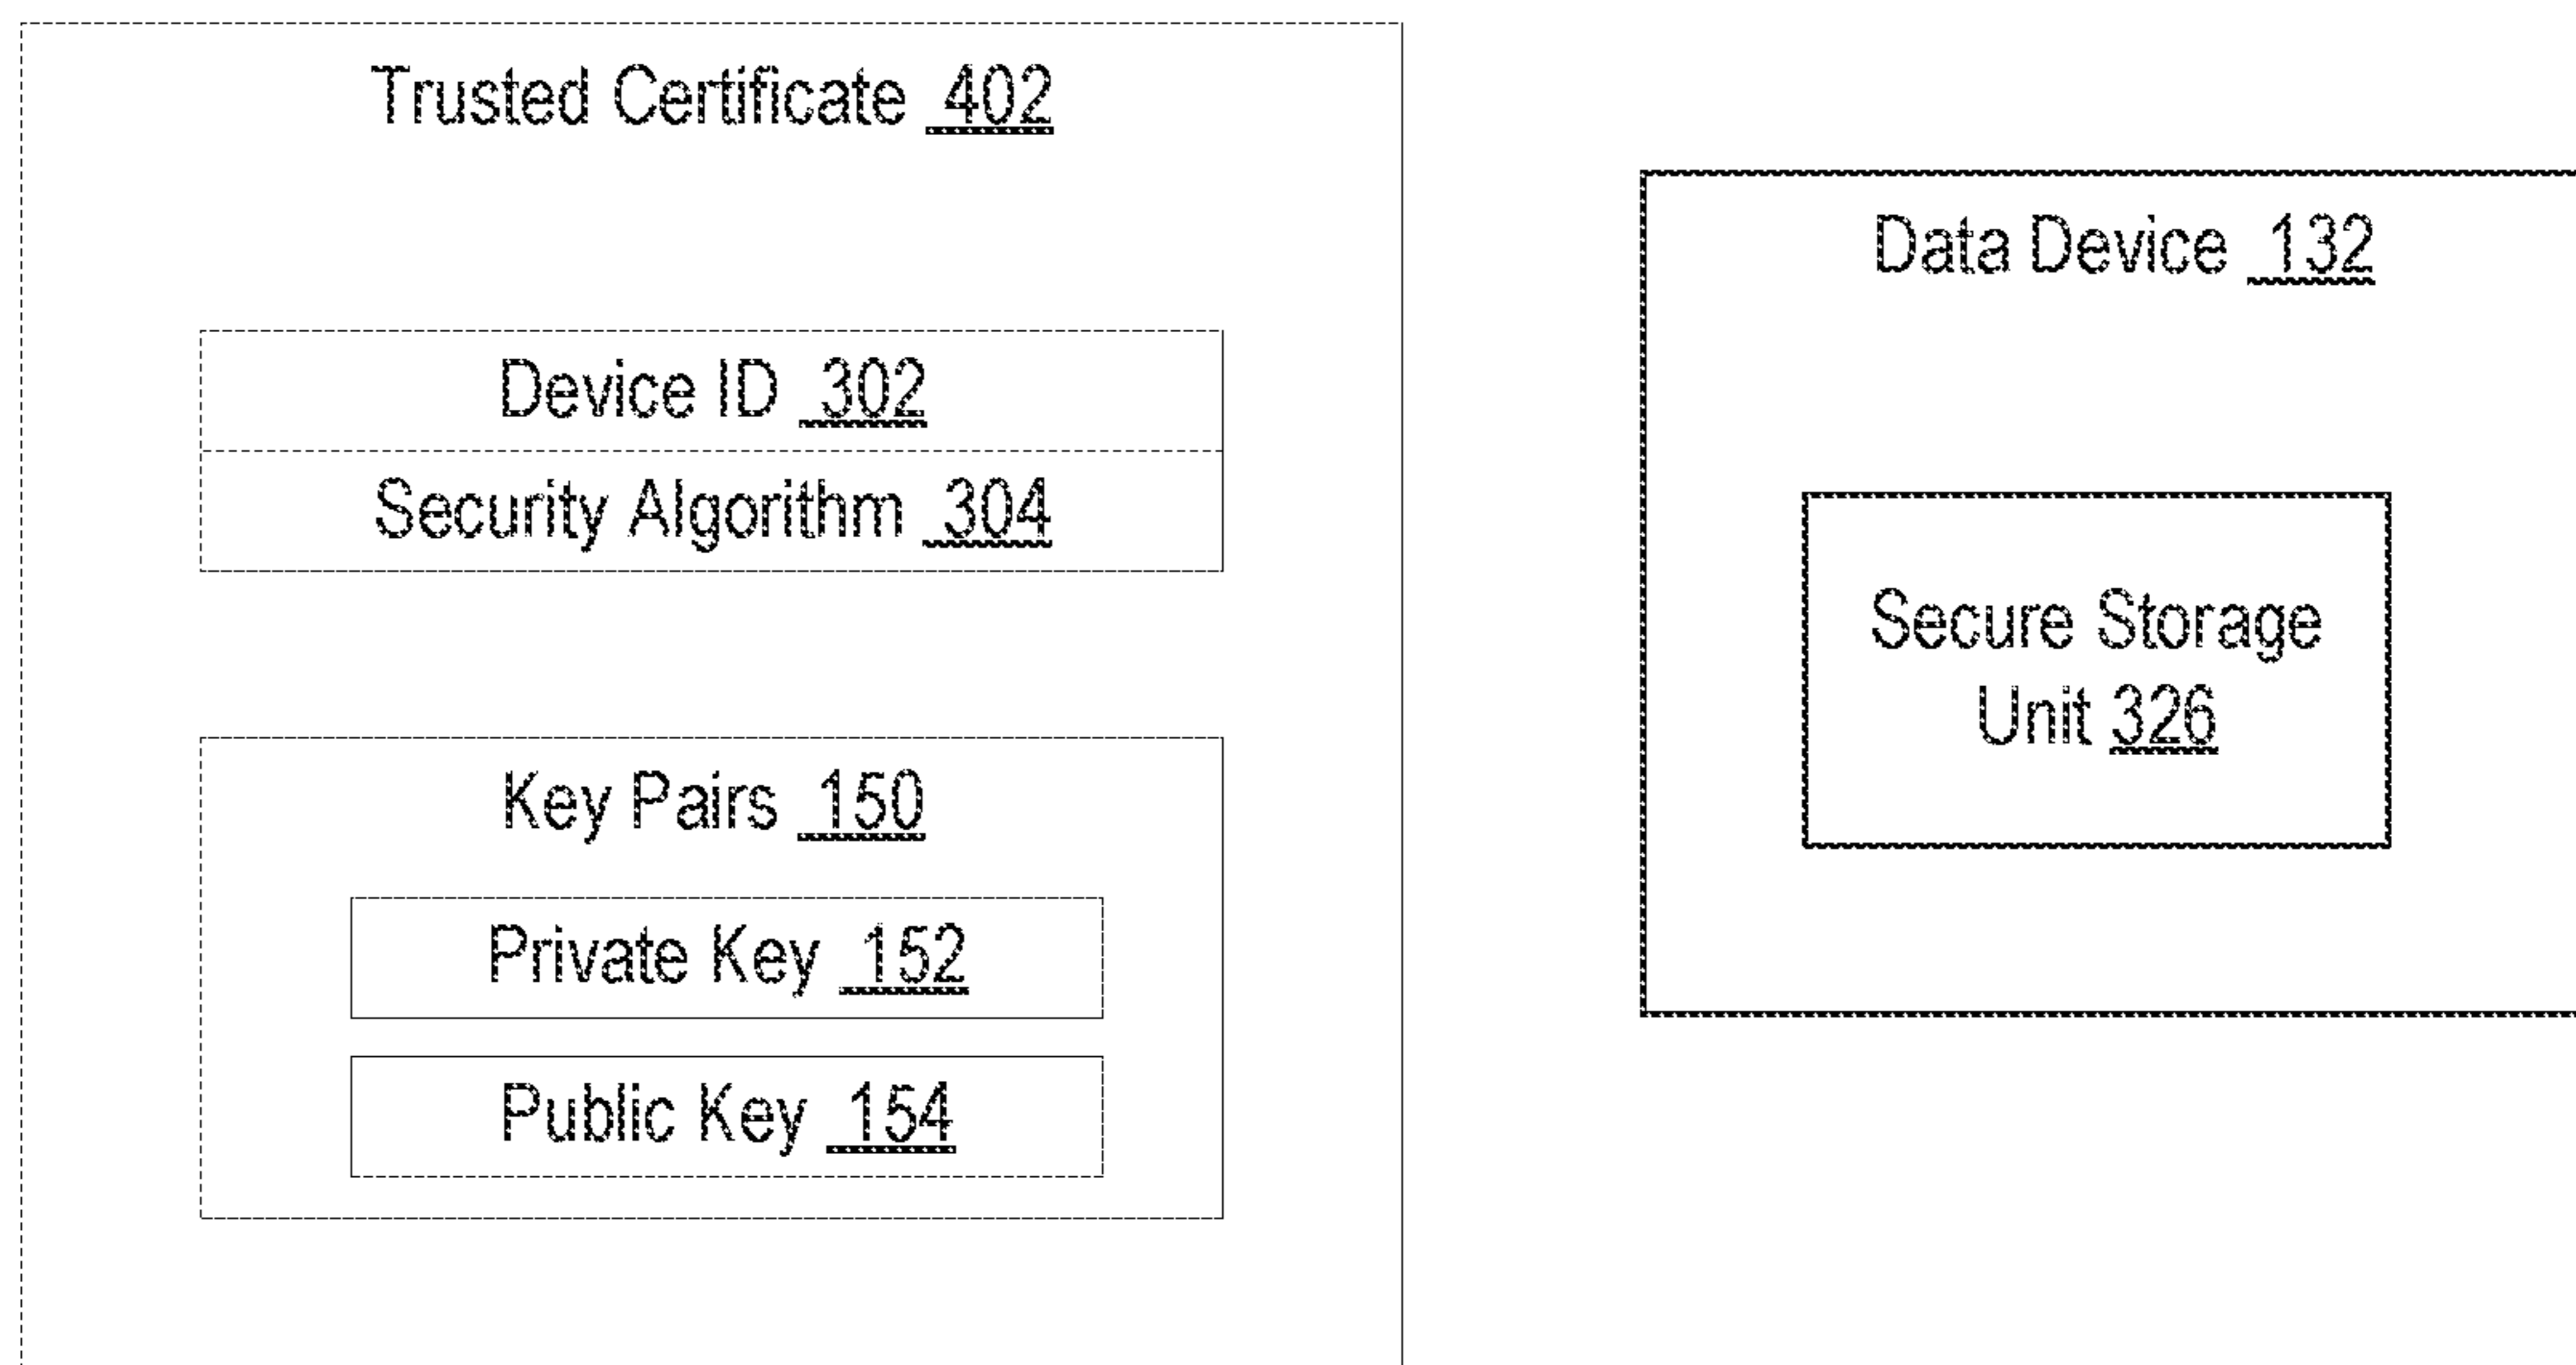 Trusted Certificate 402
Device ID 302
Security Algorithm 304
Key Pairs 150
Private Key 152
Public Key 154
Data Device 132
Secure Storage
Unit 326